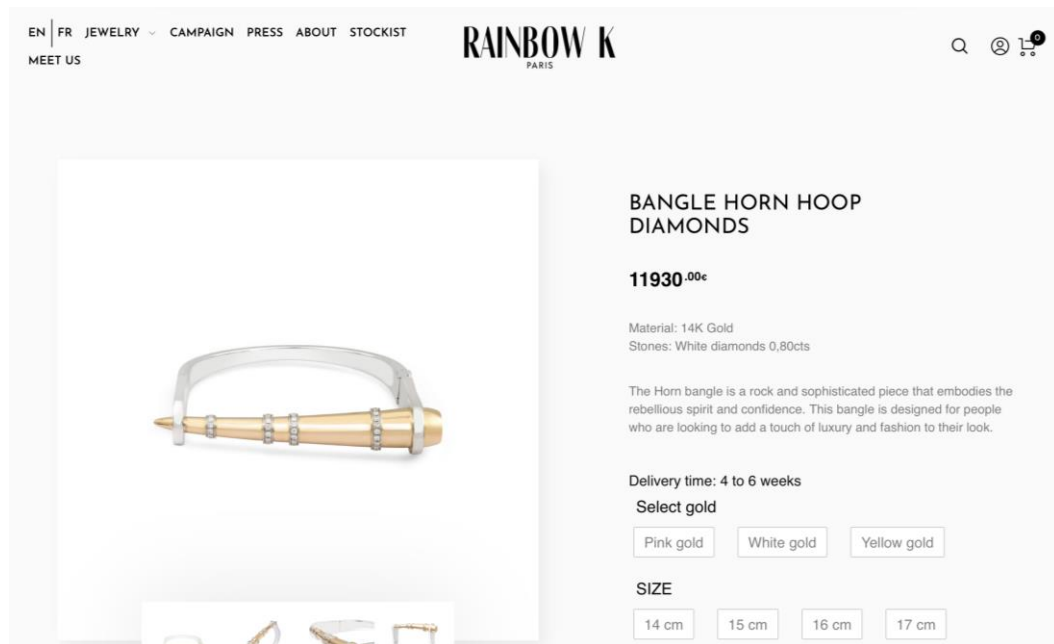 EN FR JEWELRY CAMPAIGN PRESS ABOUT STOCKIST
MEET US
RAINBOW K
PARIS
0
BANGLE HORN HOOP
DIAMONDS
11930.00€
Material: 14K Gold
Stones: White diamonds 0,80cts
The Horn bangle is a rock and sophisticated piece that embodies the
rebellious spirit and confidence. This bangle is designed for people
who are looking to add a touch of luxury and fashion to their look.
Delivery time: 4 to 6 weeks
Select gold
Pink gold White gold Yellow gold
SIZE
14 cm 15 cm 16 cm 17 cm